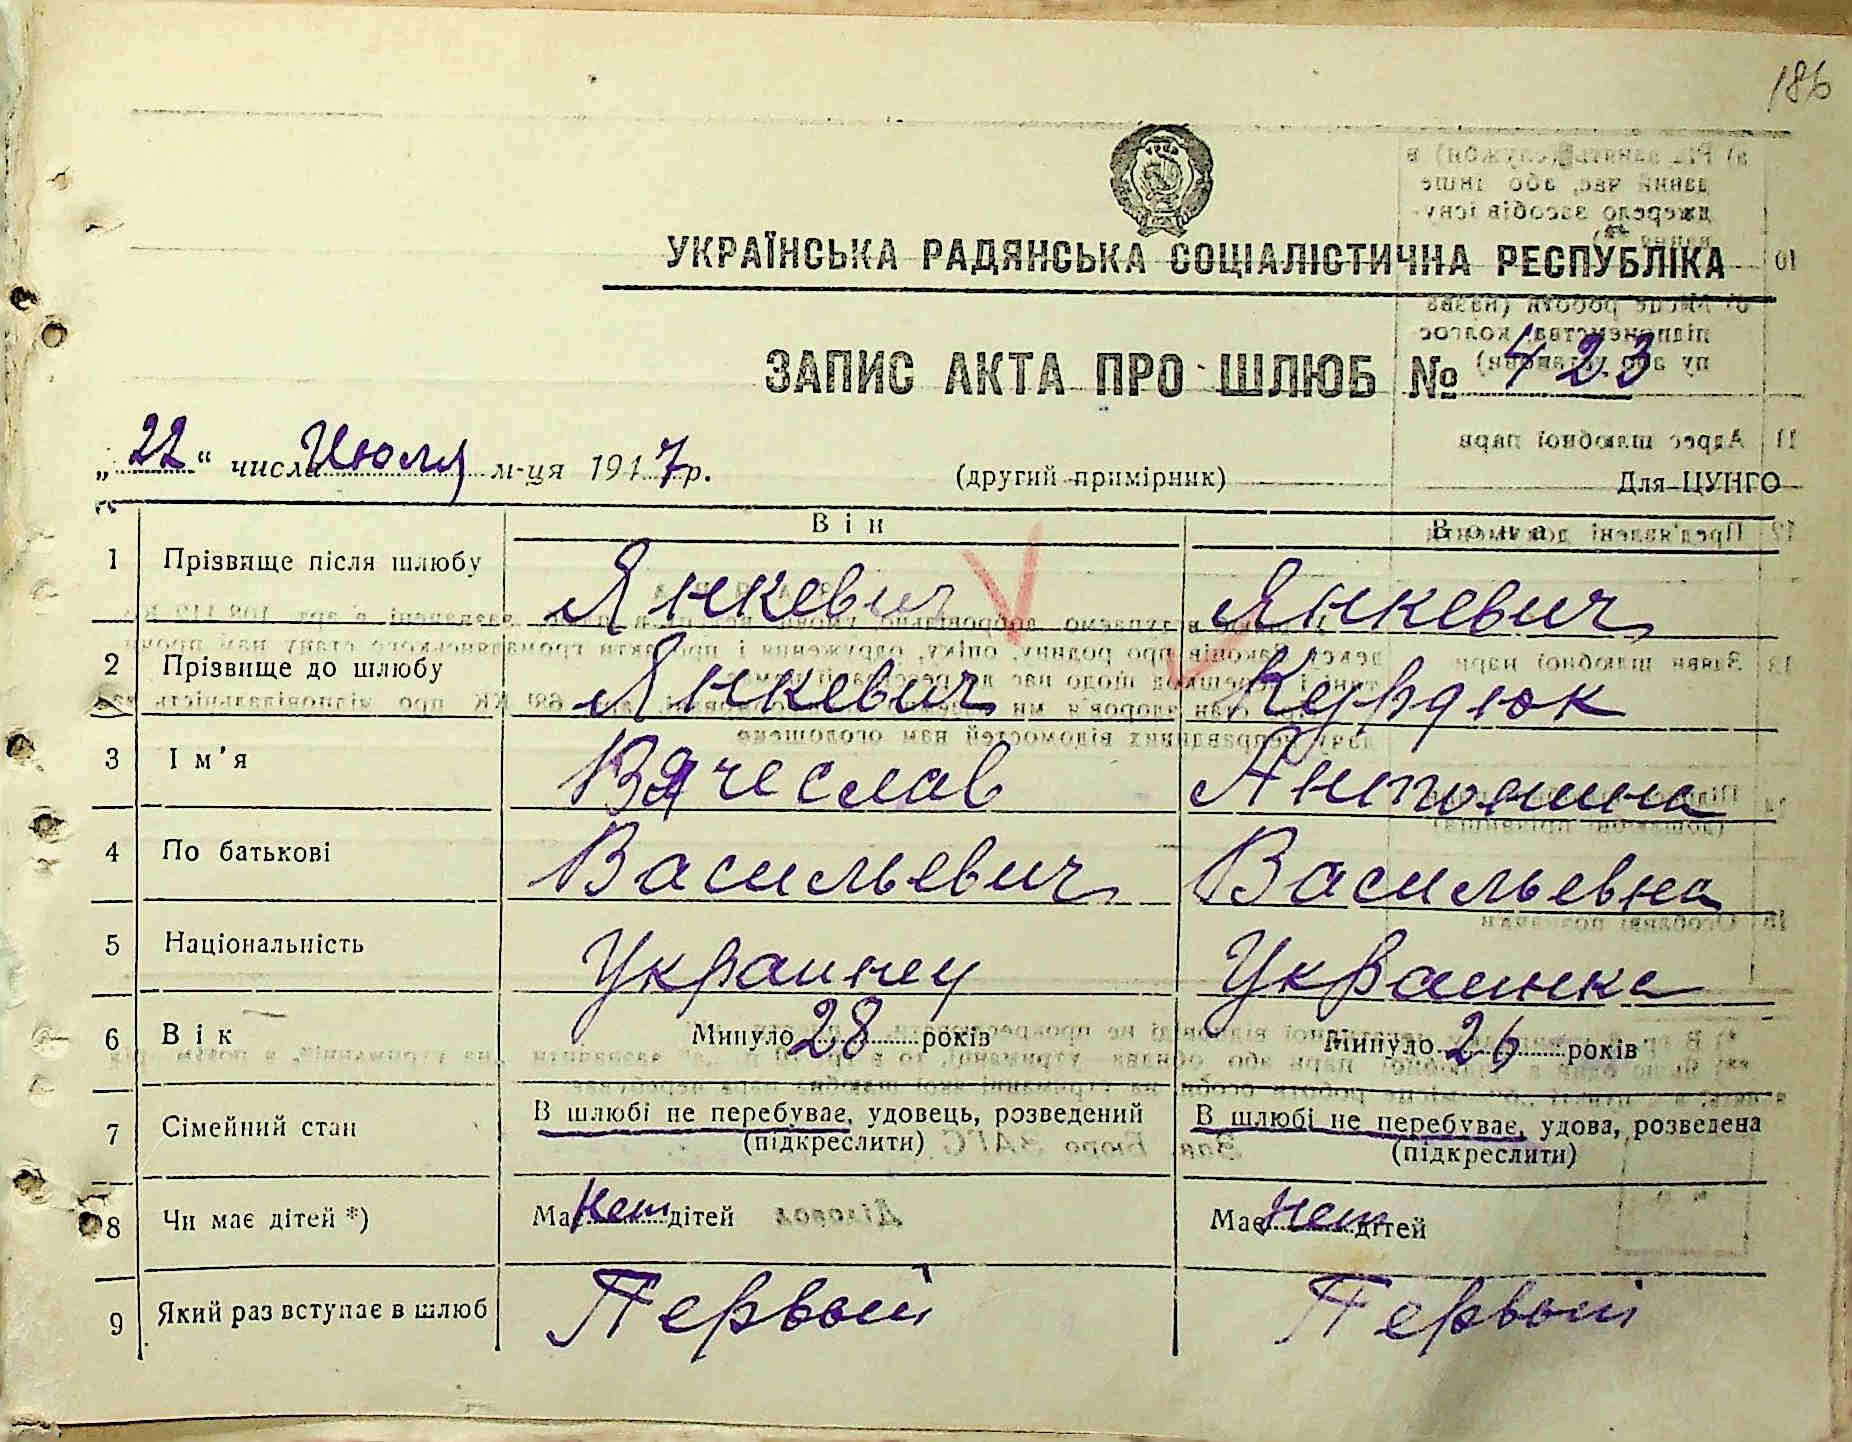 186
УКРАЇНСЬКА РАДЯНСЬКА СОЦІАЛІСТИЧНА РЕСПУБЛІКА
ЗАПИС АКТА ПРО ШЛЮБ № 423
„22“ числа Июля м-ця 1947 р. (другий примірник) Для ЦУНГО
Він Вона
1 Прізвище після шлюбу Янкевич Янкевич
2 Прізвище до шлюбу Янкевич Курдюк
3 Ім'я Вячеслав Антонина
4 По батькові Васильевич Васильевна
5 Національність Украинец Украинка
6 Вік Минуло 28 років Минуло 26 років
7 Сімейний стан В шлюбі не перебуває, удовець, розведений В шлюбі не перебуває, удова, розведена
(підкреслити) (підкреслити)
8 Чи має дітей *) Має нет дітей Має нет дітей
9 Який раз вступає в шлюб Первый Первый